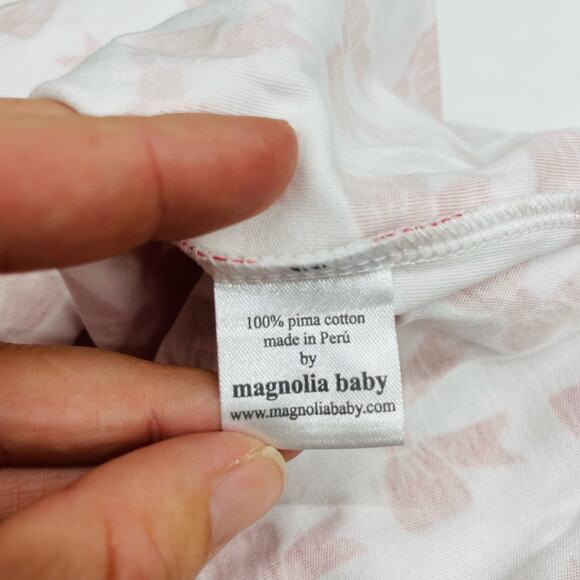 100% pima cotton
made in Perú
by
magnolia baby
www.magnoliababy.com